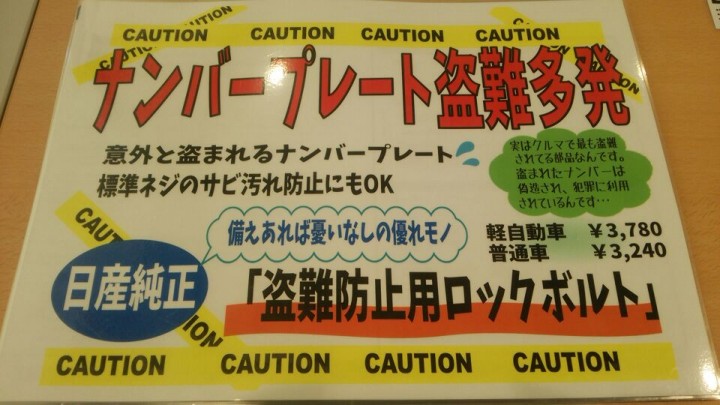 CAUTION
CAUTION CAUTION CAUTION CAUTION
CAUTION
ナンバープレート盗難多発
意外と盗まれるナンバープレート
標準ネジのサビ汚れ防止にもOK
実はクルマで最も盗難
されてる部品なんです。
盗まれたナンバーは
偽造され、犯罪に利用
されているんです…
備えあれば憂いなしの優れモノ
軽自動車 ￥3,780
普通車 ￥3,240
CAU
日産純正
ION
「盗難防止用ロックボルト」
CAUTION CAUTION CAUTION CAUTION